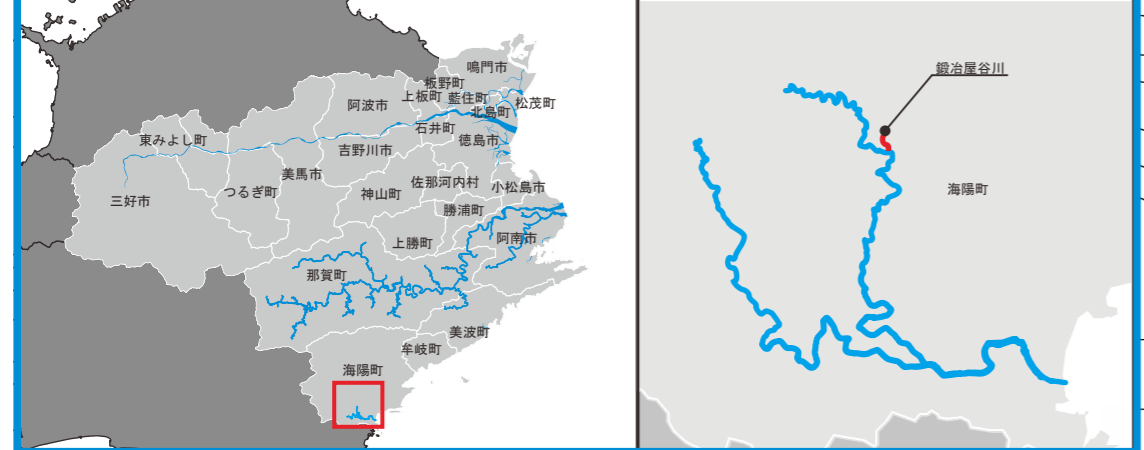 鳴門市
板野町
上板町
藍住町
松茂町
北島町
阿波市
石井町
徳島市
東みよし町
吉野川市
美馬市
つるぎ町
三好市
神山町
佐那河内村
小松島市
勝浦町
上勝町
阿南市
那賀町
美波町
牟岐町
海陽町
鍛冶屋谷川
海陽町